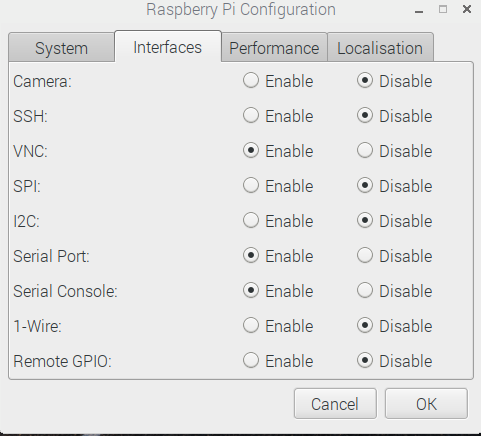 Raspberry Pi Configuration
System Interfaces Performance Localisation
Camera: Enable Disable
SSH: Enable Disable
VNC: Enable Disable
SPI: Enable Disable
I2C: Enable Disable
Serial Port: Enable Disable
Serial Console: Enable Disable
1-Wire: Enable Disable
Remote GPIO: Enable Disable
Cancel OK